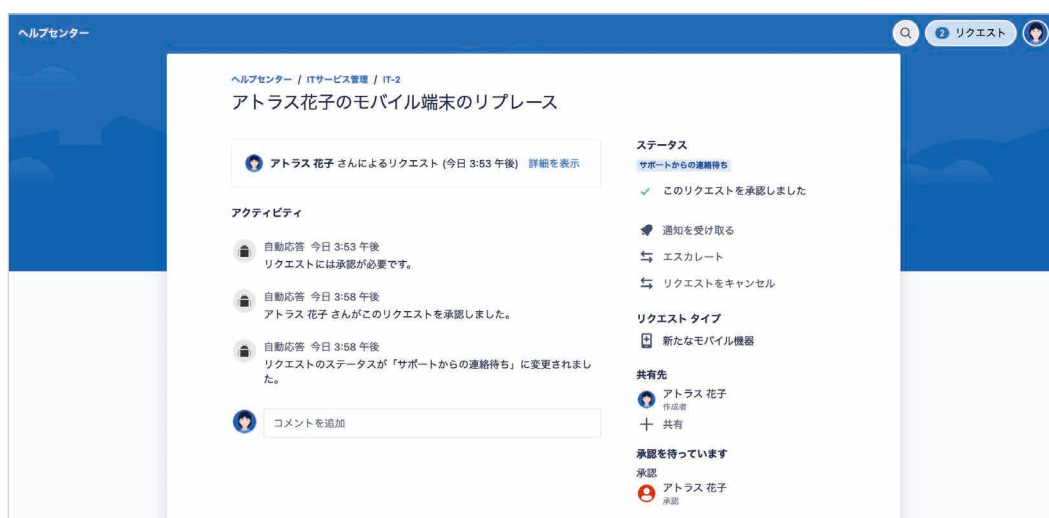 ヘルプセンター
2 リクエスト
ヘルプセンター / ITサービス管理 / IT-2
アトラス花子のモバイル端末のリプレース
アトラス 花子 さんによるリクエスト (今日 3:53 午後) 詳細を表示
アクティビティ
自動応答 今日 3:53 午後
リクエストには承認が必要です。
自動応答 今日 3:58 午後
アトラス 花子 さんがこのリクエストを承認しました。
自動応答 今日 3:58 午後
リクエストのステータスが「サポートからの連絡待ち」に変更されまし
た。
コメントを追加
ステータス
サポートからの連絡待ち
このリクエストを承認しました
通知を受け取る
エスカレート
リクエストをキャンセル
リクエスト タイプ
新たなモバイル機器
共有先
アトラス 花子
作成者
共有
承認を待っています
承認
アトラス 花子
承認